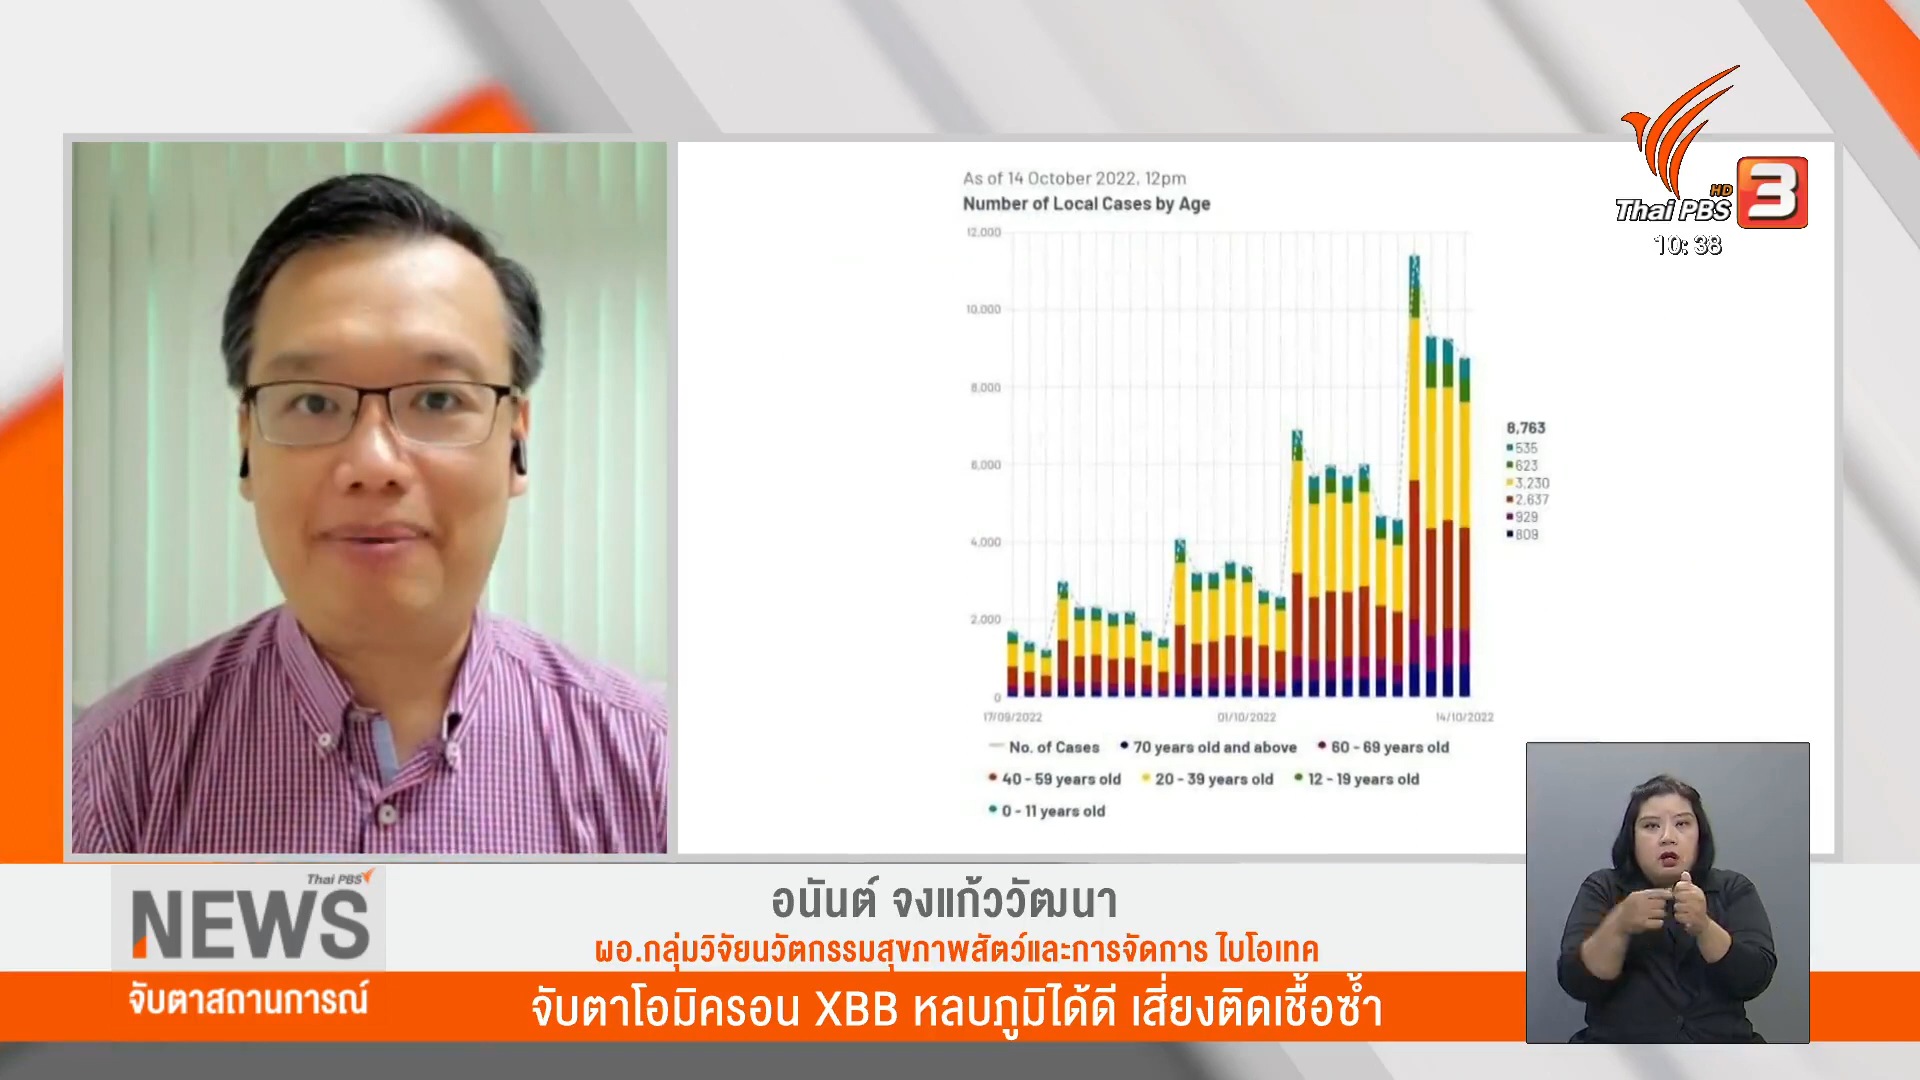 As of 14 October 2022, 12pm
Number of Local Cases by Age
12,000
10,000
8,000
6,000
4,000
2,000
0
17/09/2022 01/10/2022 14/10/2022
8,763
535
623
3,230
2,637
929
809
No. of Cases 70 years old and above 60 - 69 years old
40 - 59 years old 20 - 39 years old 12 - 19 years old
0 - 11 years old
HD
Thai PBS 3
10:38
Thai PBS
NEWS
จับตาสถานการณ์
อนันต์ จงแก้ววัฒนา
ผอ.กลุ่มวิจัยนวัตกรรมสุขภาพสัตว์และการจัดการ ไบโอเทค
จับตาโอมิครอน XBB หลบภูมิได้ดี เสี่ยงติดเชื้อซ้ำ